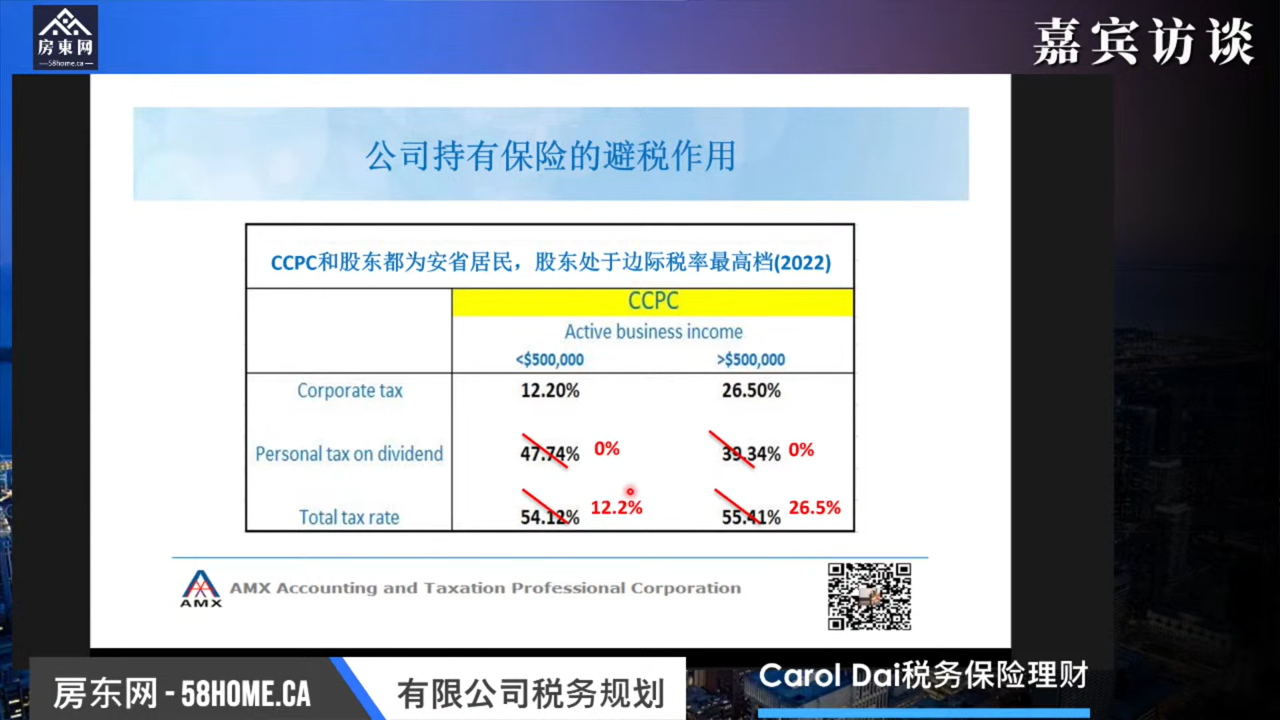 房東网
58home.ca
嘉宾访谈
公司持有保险的避税作用
CCPC和股东都为安省居民，股东处于边际税率最高档(2022)
CCPC
Active business income
<$500,000 >$500,000
Corporate tax 12.20% 26.50%
Personal tax on dividend 47.74% 0% 39.34% 0%
Total tax rate 54.12% 12.2% 55.41% 26.5%
AMX
AMX Accounting and Taxation Professional Corporation
房东网 - 58HOME.CA
有限公司税务规划
Carol Dai税务保险理财